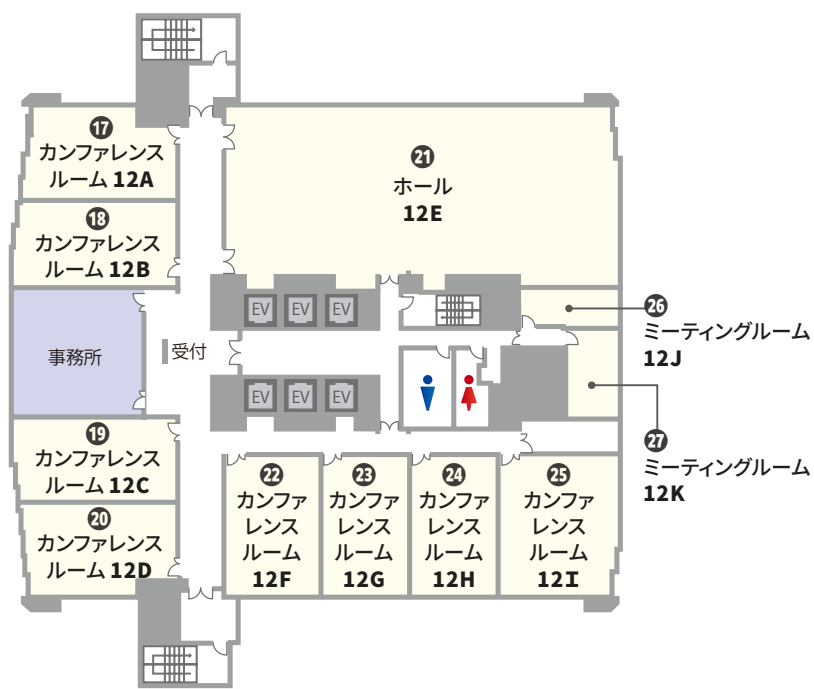 ⓱
カンファレンス
ルーム 12A
⓲
カンファレンス
ルーム 12B
事務所
受付
⓳
カンファレンス
ルーム 12C
⓴
カンファレンス
ルーム 12D
㉑
ホール
12E
EV EV EV
EV EV EV
㉒
カンファ
レンス
ルーム
12F
㉓
カンファ
レンス
ルーム
12G
㉔
カンファ
レンス
ルーム
12H
㉕
カンファ
レンス
ルーム
12I
㉖
ミーティングルーム
12J
㉗
ミーティングルーム
12K